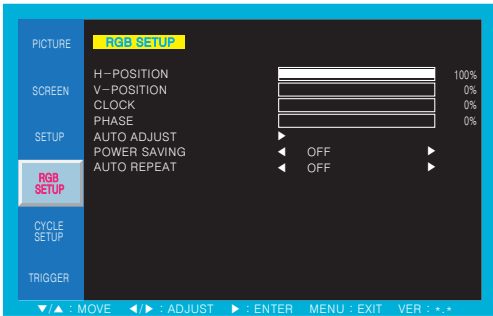 PICTURE
SCREEN
SETUP
RGB
SETUP
CYCLE
SETUP
TRIGGER
RGB SETUP
H-POSITION 100%
V-POSITION 0%
CLOCK 0%
PHASE 0%
AUTO ADJUST ▶
POWER SAVING ◀ OFF ▶
AUTO REPEAT ◀ OFF ▶
▼/▲ : MOVE ◀/▶ : ADJUST ▶ : ENTER MENU : EXIT VER : *.*